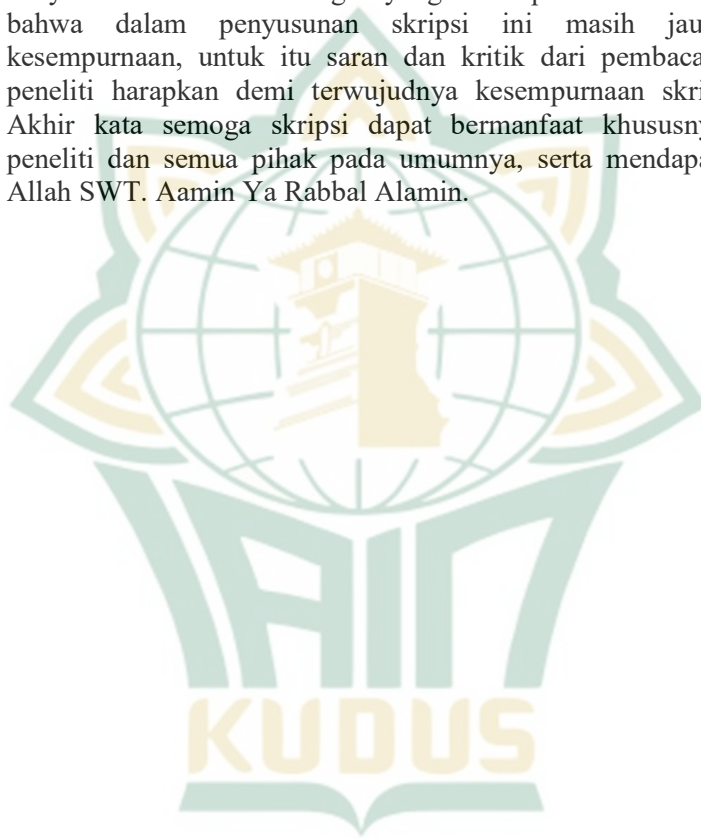 bahwa dalam penyusunan skripsi ini masih jau
kesempurnaan, untuk itu saran dan kritik dari pembaca
peneliti harapkan demi terwujudnya kesempurnaan skri
Akhir kata semoga skripsi dapat bermanfaat khususny
peneliti dan semua pihak pada umumnya, serta mendapa
Allah SWT. Aamin Ya Rabbal Alamin.
IAIN
KUDUS